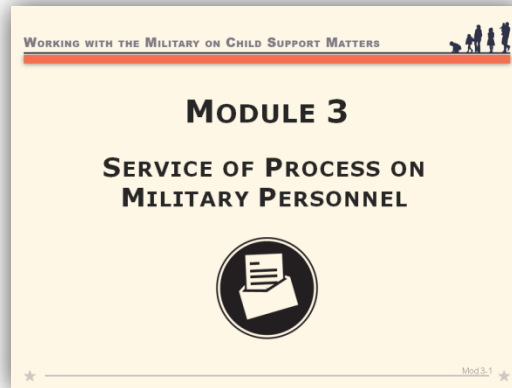 WORKING WITH THE MILITARY ON CHILD SUPPORT MATTERS
MODULE 3
SERVICE OF PROCESS ON
MILITARY PERSONNEL
Mod 3-1